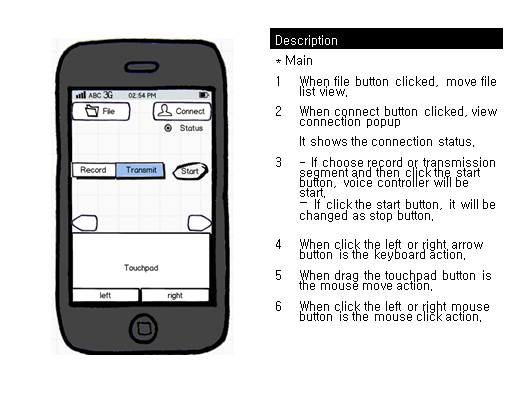 ABC 3G 02:54 PM
File
Connect
Status
Record
Transmit
Start
Touchpad
left
right
Description
* Main
1 When file button clicked, move file
list view.
2 When connect button clicked, view
connection popup
It shows the connection status.
3 - If choose record or transmission
segment and then click the start
button, voice controller will be
start.
- If click the start button, it will be
changed as stop button.
4 When click the left or right arrow
button is the keyboard action.
5 When drag the touchpad button is
the mouse move action.
6 When click the left or right mouse
button is the mouse click action.